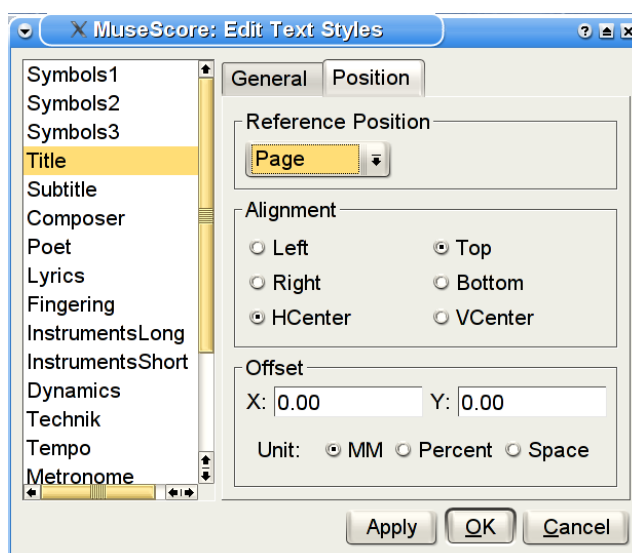 MuseScore: Edit Text Styles
Symbols1
Symbols2
Symbols3
Title
Subtitle
Composer
Poet
Lyrics
Fingering
InstrumentsLong
InstrumentsShort
Dynamics
Technik
Tempo
Metronome
General Position
Reference Position
Page
Alignment
Left Top
Right Bottom
HCenter VCenter
Offset
X: 0.00 Y: 0.00
Unit: MM Percent Space
Apply OK Cancel